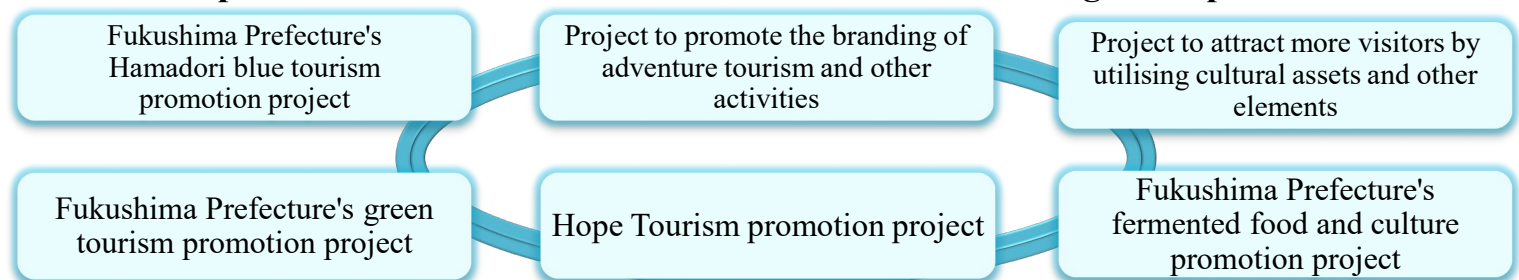 Fukushima Prefecture's
Hamadori blue tourism
promotion project
Project to promote the branding of
adventure tourism and other
activities
Project to attract more visitors by
utilising cultural assets and other
elements
Fukushima Prefecture's green
tourism promotion project
Hope Tourism promotion project
Fukushima Prefecture's
fermented food and culture
promotion project